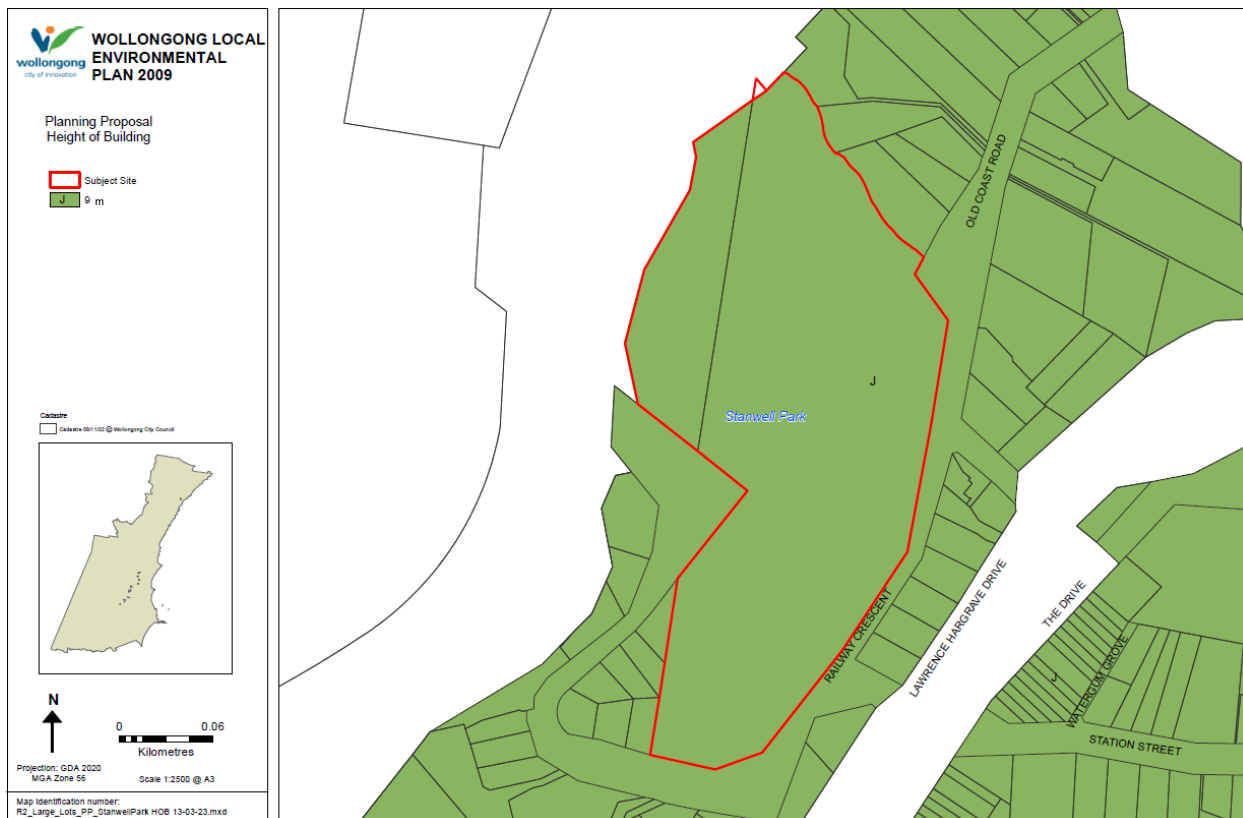 wollongong
city of innovation
WOLLONGONG LOCAL
ENVIRONMENTAL
PLAN 2009
Planning Proposal
Height of Building
Subject Site
J 9 m
Cadastre
Cadastre 08/11/22 @ Wollongong City Council
N
0 0.06
Kilometres
Projection: GDA 2020
MGA Zone 56
Scale 1:2500 @ A3
Map Identification number:
R2_Large_Lots_PP_StanwellPark HOB 13-03-23.mxd
OLD COAST ROAD
J
Stanwell Park
RAILWAY CRESCENT
LAWRENCE HARGRAVE DRIVE
THE DRIVE
J
WATERGUM GROVE
STATION STREET